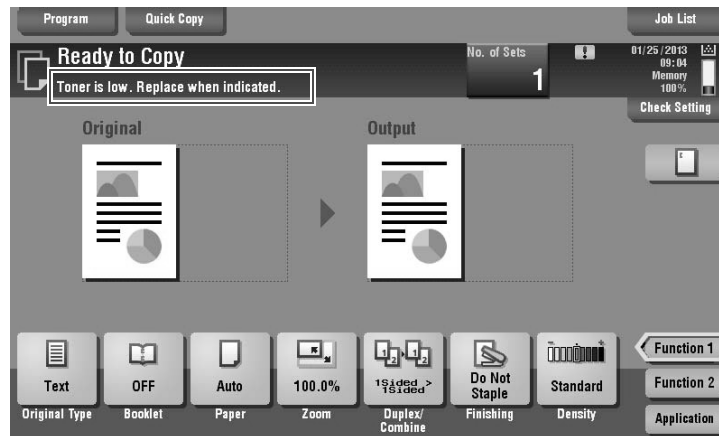 Program
Quick Copy
Job List
Ready to Copy
Toner is low. Replace when indicated.
No. of Sets
1
01/25/2013
09:04
Memory
100%
Check Setting
Original
Output
Text
OFF
Auto
100.0%
1Sided >
1Sided
Do Not
Staple
Standard
Original Type
Booklet
Paper
Zoom
Duplex/
Combine
Finishing
Density
Function 1
Function 2
Application